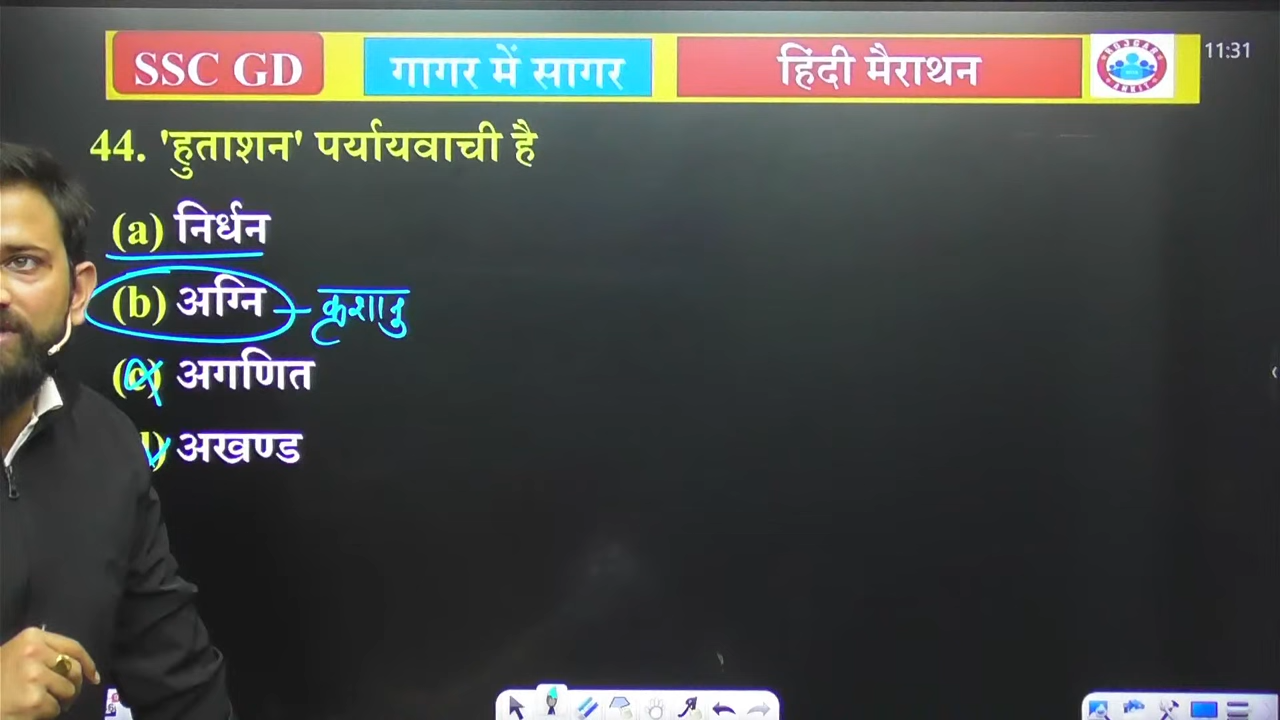 SSC GD गागर में सागर हिंदी मैराथन 11:31
44. 'हुताशन' पर्यायवाची है
(a) निर्धन
(b) अग्नि – कृशानु
(c) अगणित
(d) अखण्ड